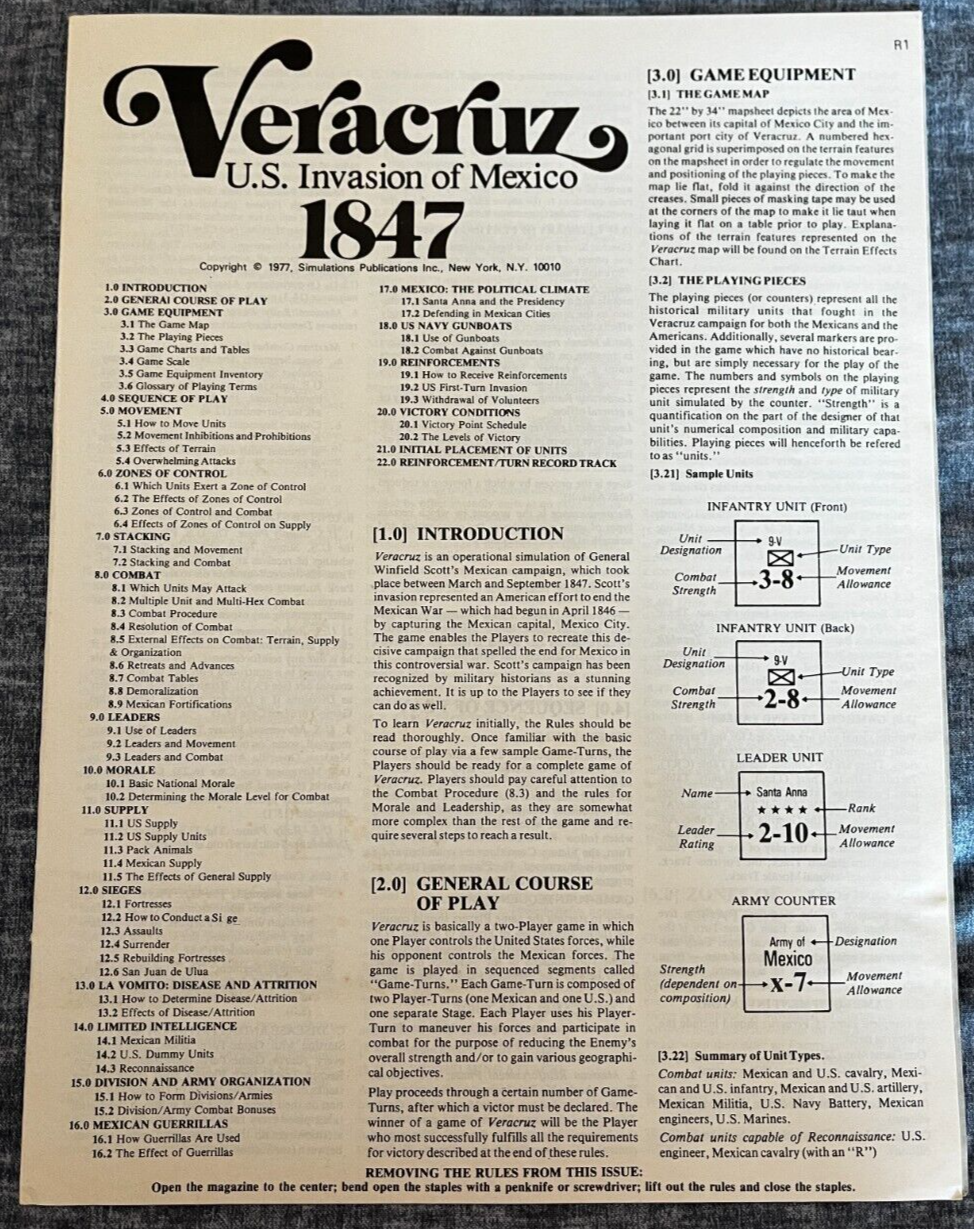 R1
Veracruz
U.S. Invasion of Mexico
1847
Copyright © 1977, Simulations Publications Inc., New York, N.Y. 10010
1.0 INTRODUCTION
2.0 GENERAL COURSE OF PLAY
3.0 GAME EQUIPMENT
3.1 The Game Map
3.2 The Playing Pieces
3.3 Game Charts and Tables
3.4 Game Scale
3.5 Game Equipment Inventory
3.6 Glossary of Playing Terms
4.0 SEQUENCE OF PLAY
5.0 MOVEMENT
5.1 How to Move Units
5.2 Movement Inhibitions and Prohibitions
5.3 Effects of Terrain
5.4 Overwhelming Attacks
6.0 ZONES OF CONTROL
6.1 Which Units Exert a Zone of Control
6.2 The Effects of Zones of Control
6.3 Zones of Control and Combat
6.4 Effects of Zones of Control on Supply
7.0 STACKING
7.1 Stacking and Movement
7.2 Stacking and Combat
8.0 COMBAT
8.1 Which Units May Attack
8.2 Multiple Unit and Multi-Hex Combat
8.3 Combat Procedure
8.4 Resolution of Combat
8.5 External Effects on Combat: Terrain, Supply
& Organization
8.6 Retreats and Advances
8.7 Combat Tables
8.8 Demoralization
8.9 Mexican Fortifications
9.0 LEADERS
9.1 Use of Leaders
9.2 Leaders and Movement
9.3 Leaders and Combat
10.0 MORALE
10.1 Basic National Morale
10.2 Determining the Morale Level for Combat
11.0 SUPPLY
11.1 US Supply
11.2 US Supply Units
11.3 Pack Animals
11.4 Mexican Supply
11.5 The Effects of General Supply
12.0 SIEGES
12.1 Fortresses
12.2 How to Conduct a Si ge
12.3 Assaults
12.4 Surrender
12.5 Rebuilding Fortresses
12.6 San Juan de Ulua
13.0 LA VOMITO: DISEASE AND ATTRITION
13.1 How to Determine Disease/Attrition
13.2 Effects of Disease/Attrition
14.0 LIMITED INTELLIGENCE
14.1 Mexican Militia
14.2 U.S. Dummy Units
14.3 Reconnaissance
15.0 DIVISION AND ARMY ORGANIZATION
15.1 How to Form Divisions/Armies
15.2 Division/Army Combat Bonuses
16.0 MEXICAN GUERRILLAS
16.1 How Guerrillas Are Used
16.2 The Effect of Guerrillas
17.0 MEXICO: THE POLITICAL CLIMATE
17.1 Santa Anna and the Presidency
17.2 Defending in Mexican Cities
18.0 US NAVY GUNBOATS
18.1 Use of Gunboats
18.2 Combat Against Gunboats
19.0 REINFORCEMENTS
19.1 How to Receive Reinforcements
19.2 US First-Turn Invasion
19.3 Withdrawal of Volunteers
20.0 VICTORY CONDITIONS
20.1 Victory Point Schedule
20.2 The Levels of Victory
21.0 INITIAL PLACEMENT OF UNITS
22.0 REINFORCEMENT/TURN RECORD TRACK
[1.0] INTRODUCTION
Veracruz is an operational simulation of General
Winfield Scott's Mexican campaign, which took
place between March and September 1847. Scott's
invasion represented an American effort to end the
Mexican War — which had begun in April 1846 —
by capturing the Mexican capital, Mexico City.
The game enables the Players to recreate this de-
cisive campaign that spelled the end for Mexico in
this controversial war. Scott's campaign has been
recognized by military historians as a stunning
achievement. It is up to the Players to see if they
can do as well.
To learn Veracruz initially, the Rules should be
read thoroughly. Once familiar with the basic
course of play via a few sample Game-Turns, the
Players should be ready for a complete game of
Veracruz. Players should pay careful attention to
the Combat Procedure (8.3) and the rules for
Morale and Leadership, as they are somewhat
more complex than the rest of the game and re-
quire several steps to reach a result.
[2.0] GENERAL COURSE
OF PLAY
Veracruz is basically a two-Player game in which
one Player controls the United States forces, while
his opponent controls the Mexican forces. The
game is played in sequenced segments called
"Game-Turns." Each Game-Turn is composed of
two Player-Turns (one Mexican and one U.S.) and
one separate Stage. Each Player uses his Player-
Turn to maneuver his forces and participate in
combat for the purpose of reducing the Enemy's
overall strength and/or to gain various geographi-
cal objectives.
Play proceeds through a certain number of Game-
Turns, after which a victor must be declared. The
winner of a game of Veracruz will be the Player
who most successfully fulfills all the requirements
for victory described at the end of these rules.
[3.0] GAME EQUIPMENT
[3.1] THE GAME MAP
The 22" by 34" mapsheet depicts the area of Mex-
ico between its capital of Mexico City and the im-
portant port city of Veracruz. A numbered hex-
agonal grid is superimposed on the terrain features
on the mapsheet in order to regulate the movement
and positioning of the playing pieces. To make the
map lie flat, fold it against the direction of the
creases. Small pieces of masking tape may be used
at the corners of the map to make it lie taut when
laying it flat on a table prior to play. Explana-
tions of the terrain features represented on the
Veracruz map will be found on the Terrain Effects
Chart.
[3.2] THE PLAYING PIECES
The playing pieces (or counters) represent all the
historical military units that fought in the
Veracruz campaign for both the Mexicans and the
Americans. Additionally, several markers are pro-
vided in the game which have no historical bear-
ing, but are simply necessary for the play of the
game. The numbers and symbols on the playing
pieces represent the strength and type of military
unit simulated by the counter. "Strength" is a
quantification on the part of the designer of that
unit's numerical composition and military capa-
bilities. Playing pieces will henceforth be refered
to as "units."
[3.21] Sample Units
INFANTRY UNIT (Front)
Unit
Designation
9-V
Unit Type
Combat
Strength
3-8
Movement
Allowance
INFANTRY UNIT (Back)
Unit
Designation
9-V
Unit Type
Combat
Strength
2-8
Movement
Allowance
LEADER UNIT
Name
Santa Anna
★★★★
Rank
Leader
Rating
2-10
Movement
Allowance
ARMY COUNTER
Army of
Mexico
Designation
Strength
(dependent on
composition)
x-7
Movement
Allowance
[3.22] Summary of Unit Types.
Combat units: Mexican and U.S. cavalry, Mexi-
can and U.S. infantry, Mexican and U.S. artillery,
Mexican Militia, U.S. Navy Battery, Mexican
engineers, U.S. Marines.
Combat units capable of Reconnaissance: U.S.
engineer, Mexican cavalry (with an "R")
REMOVING THE RULES FROM THIS ISSUE:
Open the magazine to the center; bend open the staples with a penknife or screwdriver; lift out the rules and close the staples.